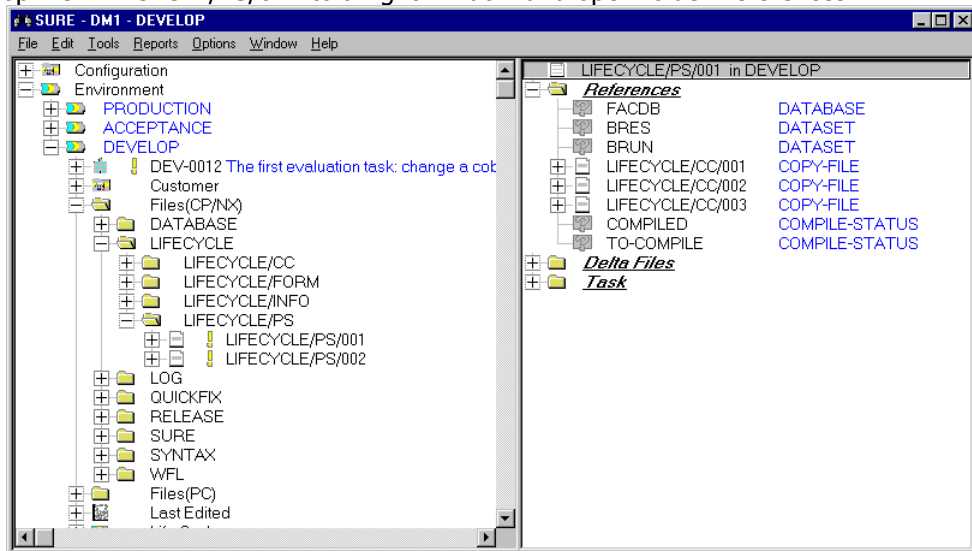 SURE - DM1 - DEVELOP
File Edit Tools Reports Options Window Help
Configuration
Environment
PRODUCTION
ACCEPTANCE
DEVELOP
DEV-0012 The first evaluation task: change a cob
Customer
Files(CP/NX)
DATABASE
LIFECYCLE
LIFECYCLE/CC
LIFECYCLE/FORM
LIFECYCLE/INFO
LIFECYCLE/PS
LIFECYCLE/PS/001
LIFECYCLE/PS/002
LOG
QUICKFIX
RELEASE
SURE
SYNTAX
WFL
Files(PC)
Last Edited
LIFECYCLE/PS/001 in DEVELOP
References
FACDB DATABASE
BRES DATASET
BRUN DATASET
LIFECYCLE/CC/001 COPY-FILE
LIFECYCLE/CC/002 COPY-FILE
LIFECYCLE/CC/003 COPY-FILE
COMPILED COMPILE-STATUS
TO-COMPILE COMPILE-STATUS
Delta Files
Task